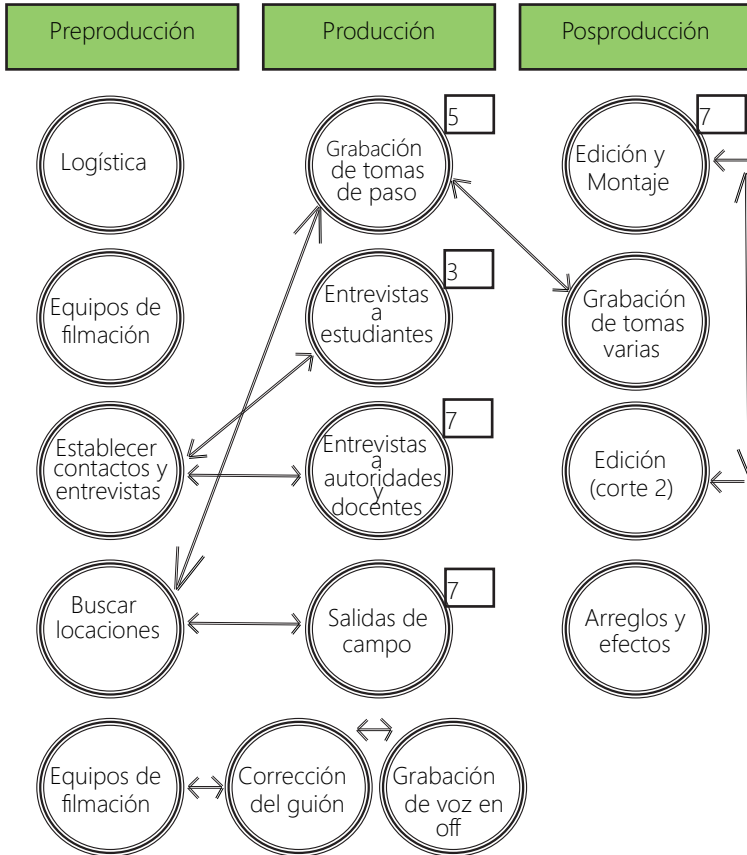 Preproducción
Producción
Posproducción
Logística
5
Grabación
de tomas
de paso
7
Edición y
Montaje
Equipos de
filmación
3
Entrevistas
a
estudiantes
Grabación
de tomas
varias
Establecer
contactos y
entrevistas
7
Entrevistas
a
autoridades
y
docentes
Edición
(corte 2)
Buscar
locaciones
7
Salidas de
campo
Arreglos y
efectos
Equipos de
filmación
Corrección
del guión
Grabación
de voz en
off